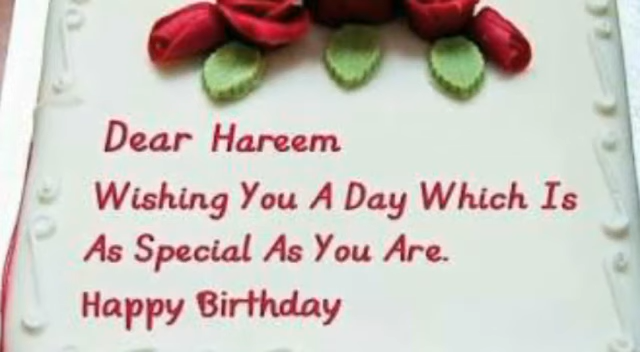 Dear Hareem
Wishing You A Day Which Is
As Special As You Are.
Happy Birthday